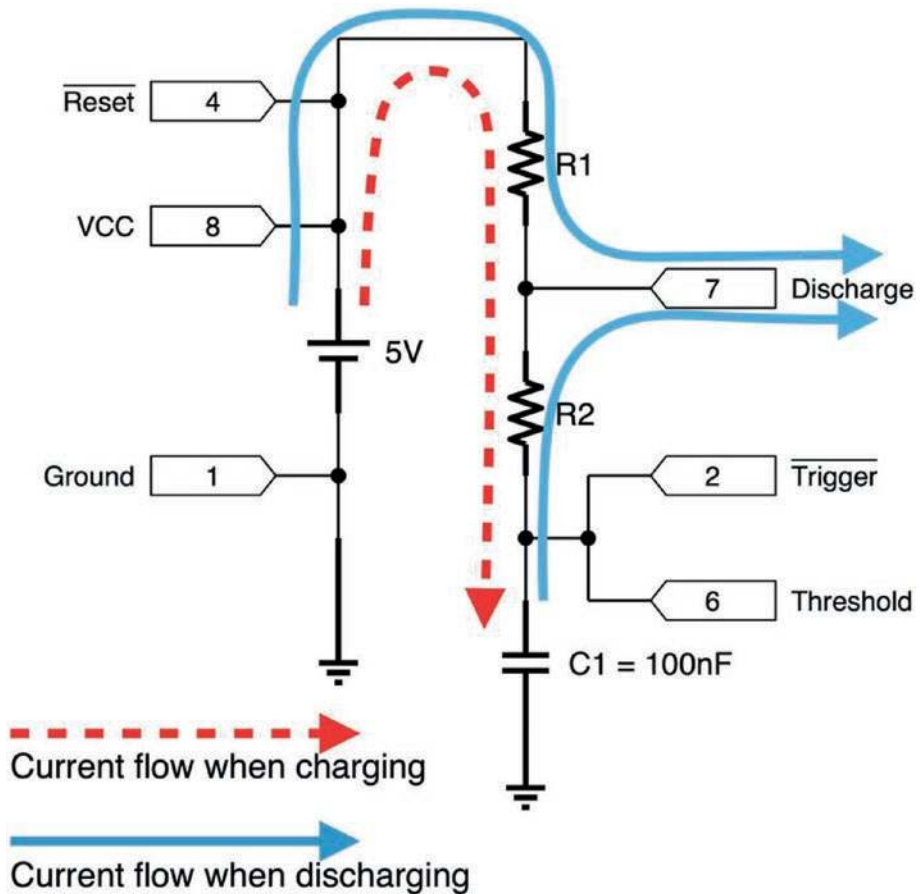 Reset 4
R1
VCC 8
7 Discharge
5V
R2
Ground 1
2 Trigger
6 Threshold
C1 = 100nF
Current flow when charging
Current flow when discharging